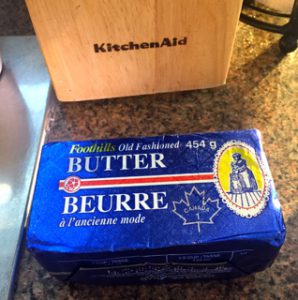 KitchenAid
Foothills Old Fashioned 454 g
BUTTER
BEURRE
à l'ancienne mode
CANADA